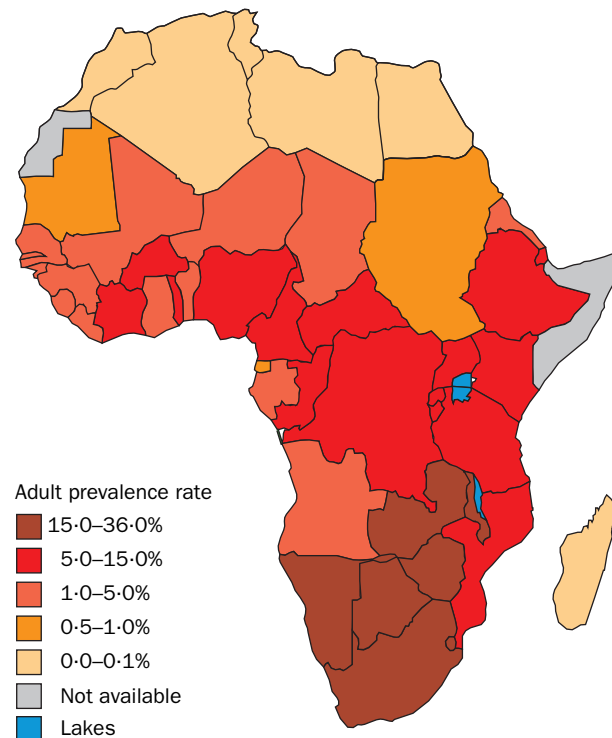 Adult prevalence rate
15·0–36·0%
5·0–15·0%
1·0–5·0%
0·5–1·0%
0·0–0·1%
Not available
Lakes